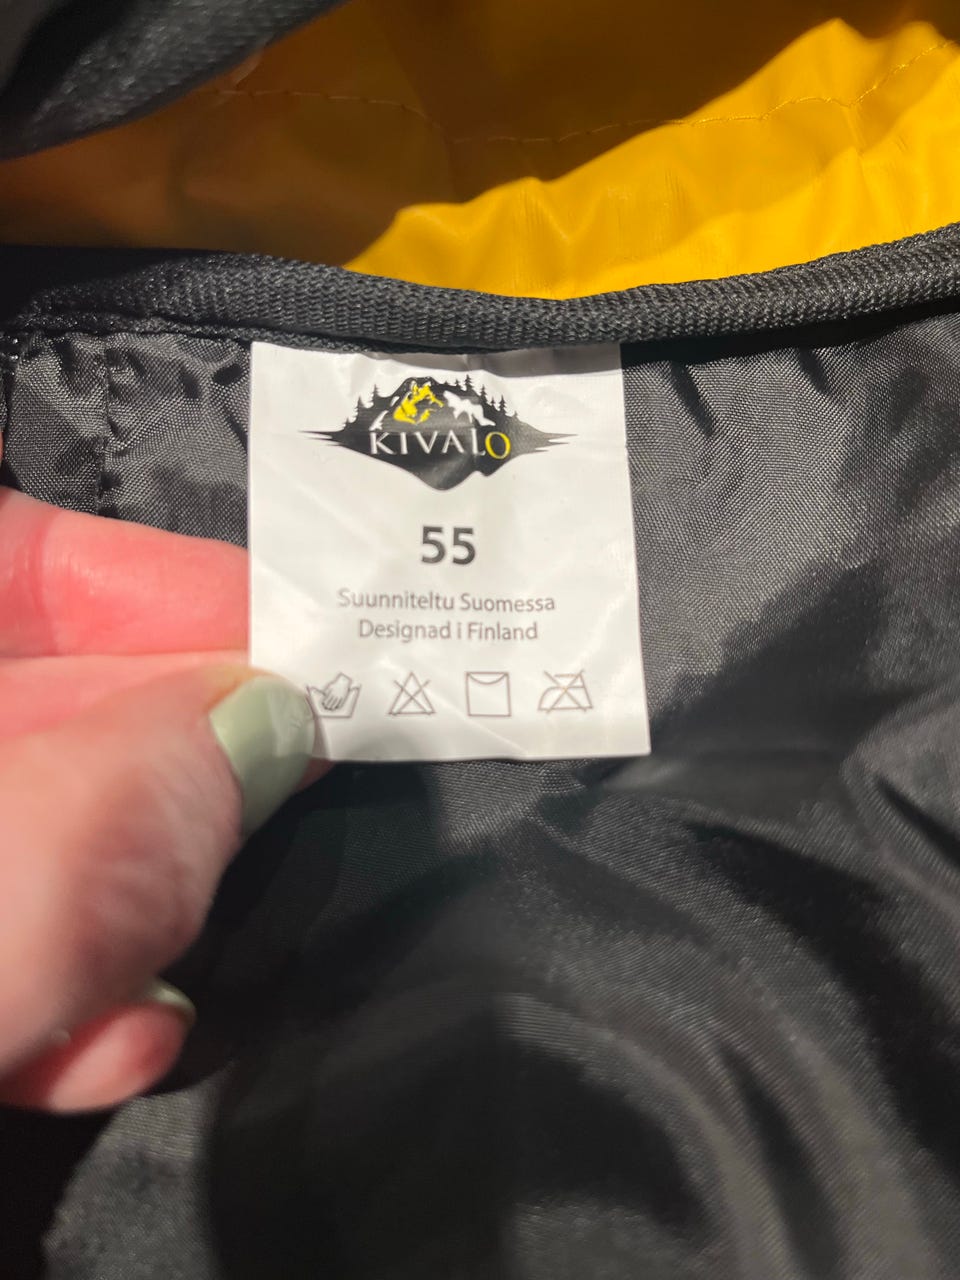 KIVALO
55
Suunniteltu Suomessa
Designad i Finland